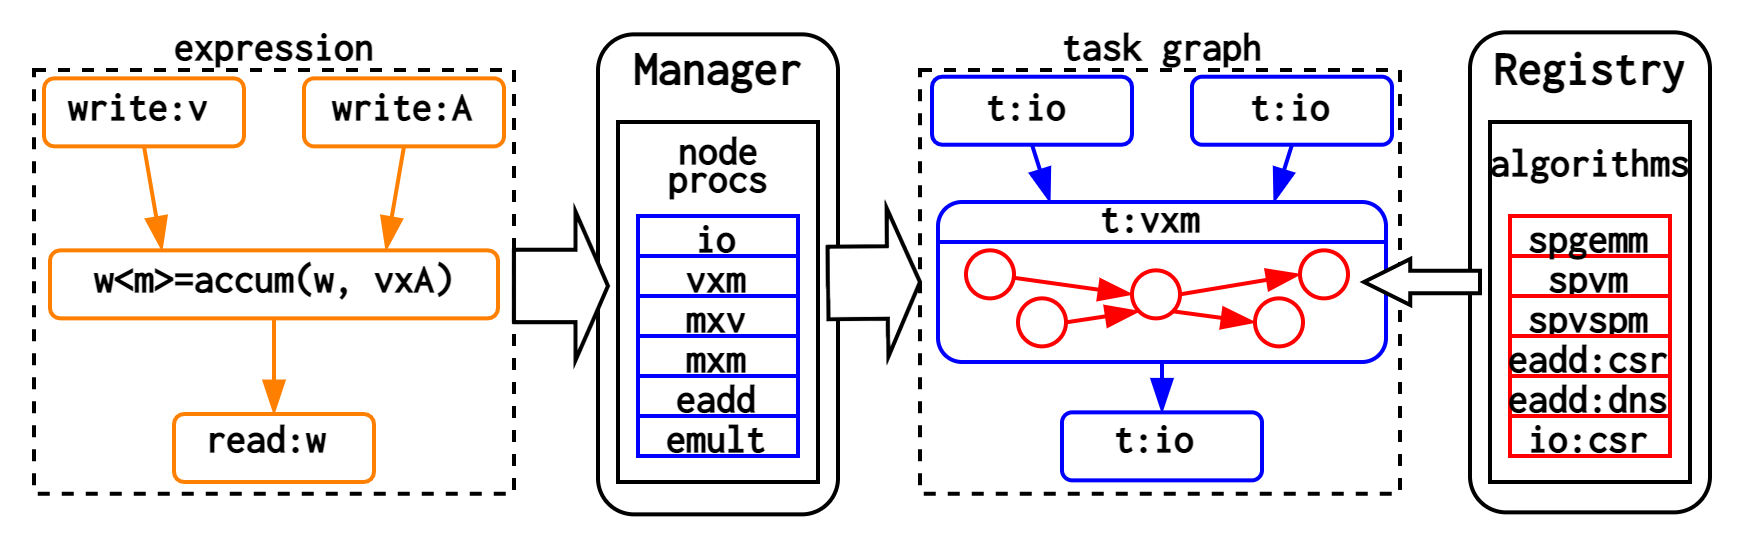 expression
write:v
write:A
w<m>=accum(w, vxA)
read:w
Manager
node
procs
io
vxm
mxv
mxm
eadd
emult
task graph
t:io
t:io
t:vxm
t:io
Registry
algorithms
spgemm
spvm
spvspm
eadd:csr
eadd:dns
io:csr